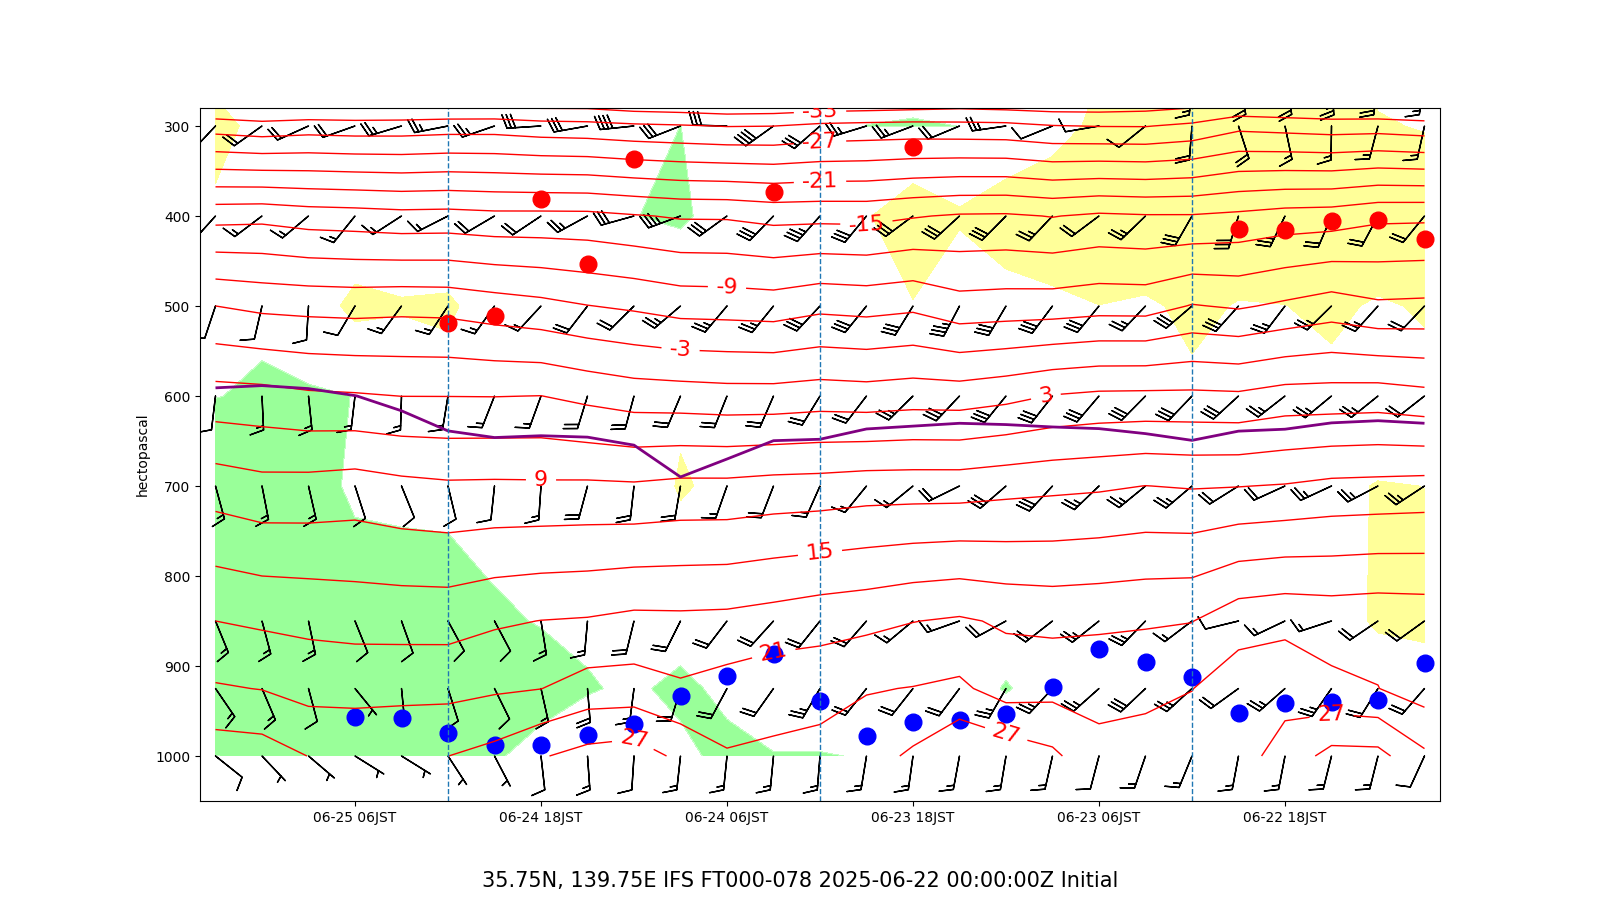 -33
300
-27
-21
400
-15
-9
500
-3
3
600
hectopascal
9
700
15
800
21
900
27
27
27
1000
06-25 06JST
06-24 18JST
06-24 06JST
06-23 18JST
06-23 06JST
06-22 18JST
35.75N, 139.75E IFS FT000-078 2025-06-22 00:00:00Z Initial